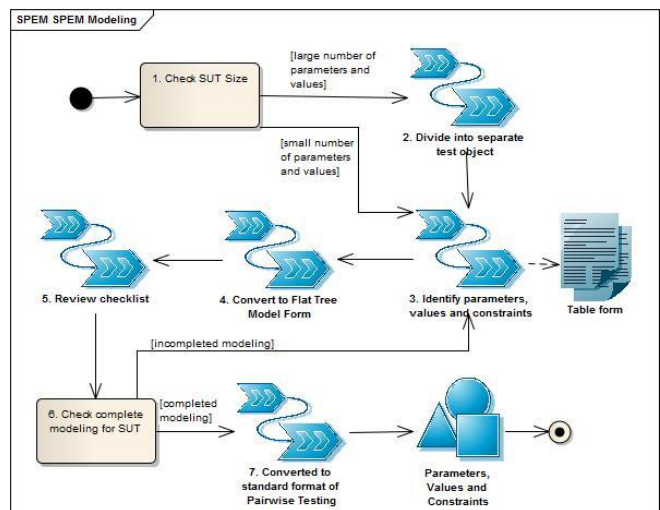 SPEM SPEM Modeling
1. Check SUT Size
[large number of
parameters and
values]
2. Divide into separate
test object
[small number
of parameters
and values]
5. Review checklist
4. Convert to Flat Tree
Model Form
3. Identify parameters,
values and constraints
Table form
[incompleted modeling]
6. Check complete
modeling for SUT
[completed
modeling]
7. Converted to
standard format of
Pairwise Testing
Parameters,
Values and
Constraints